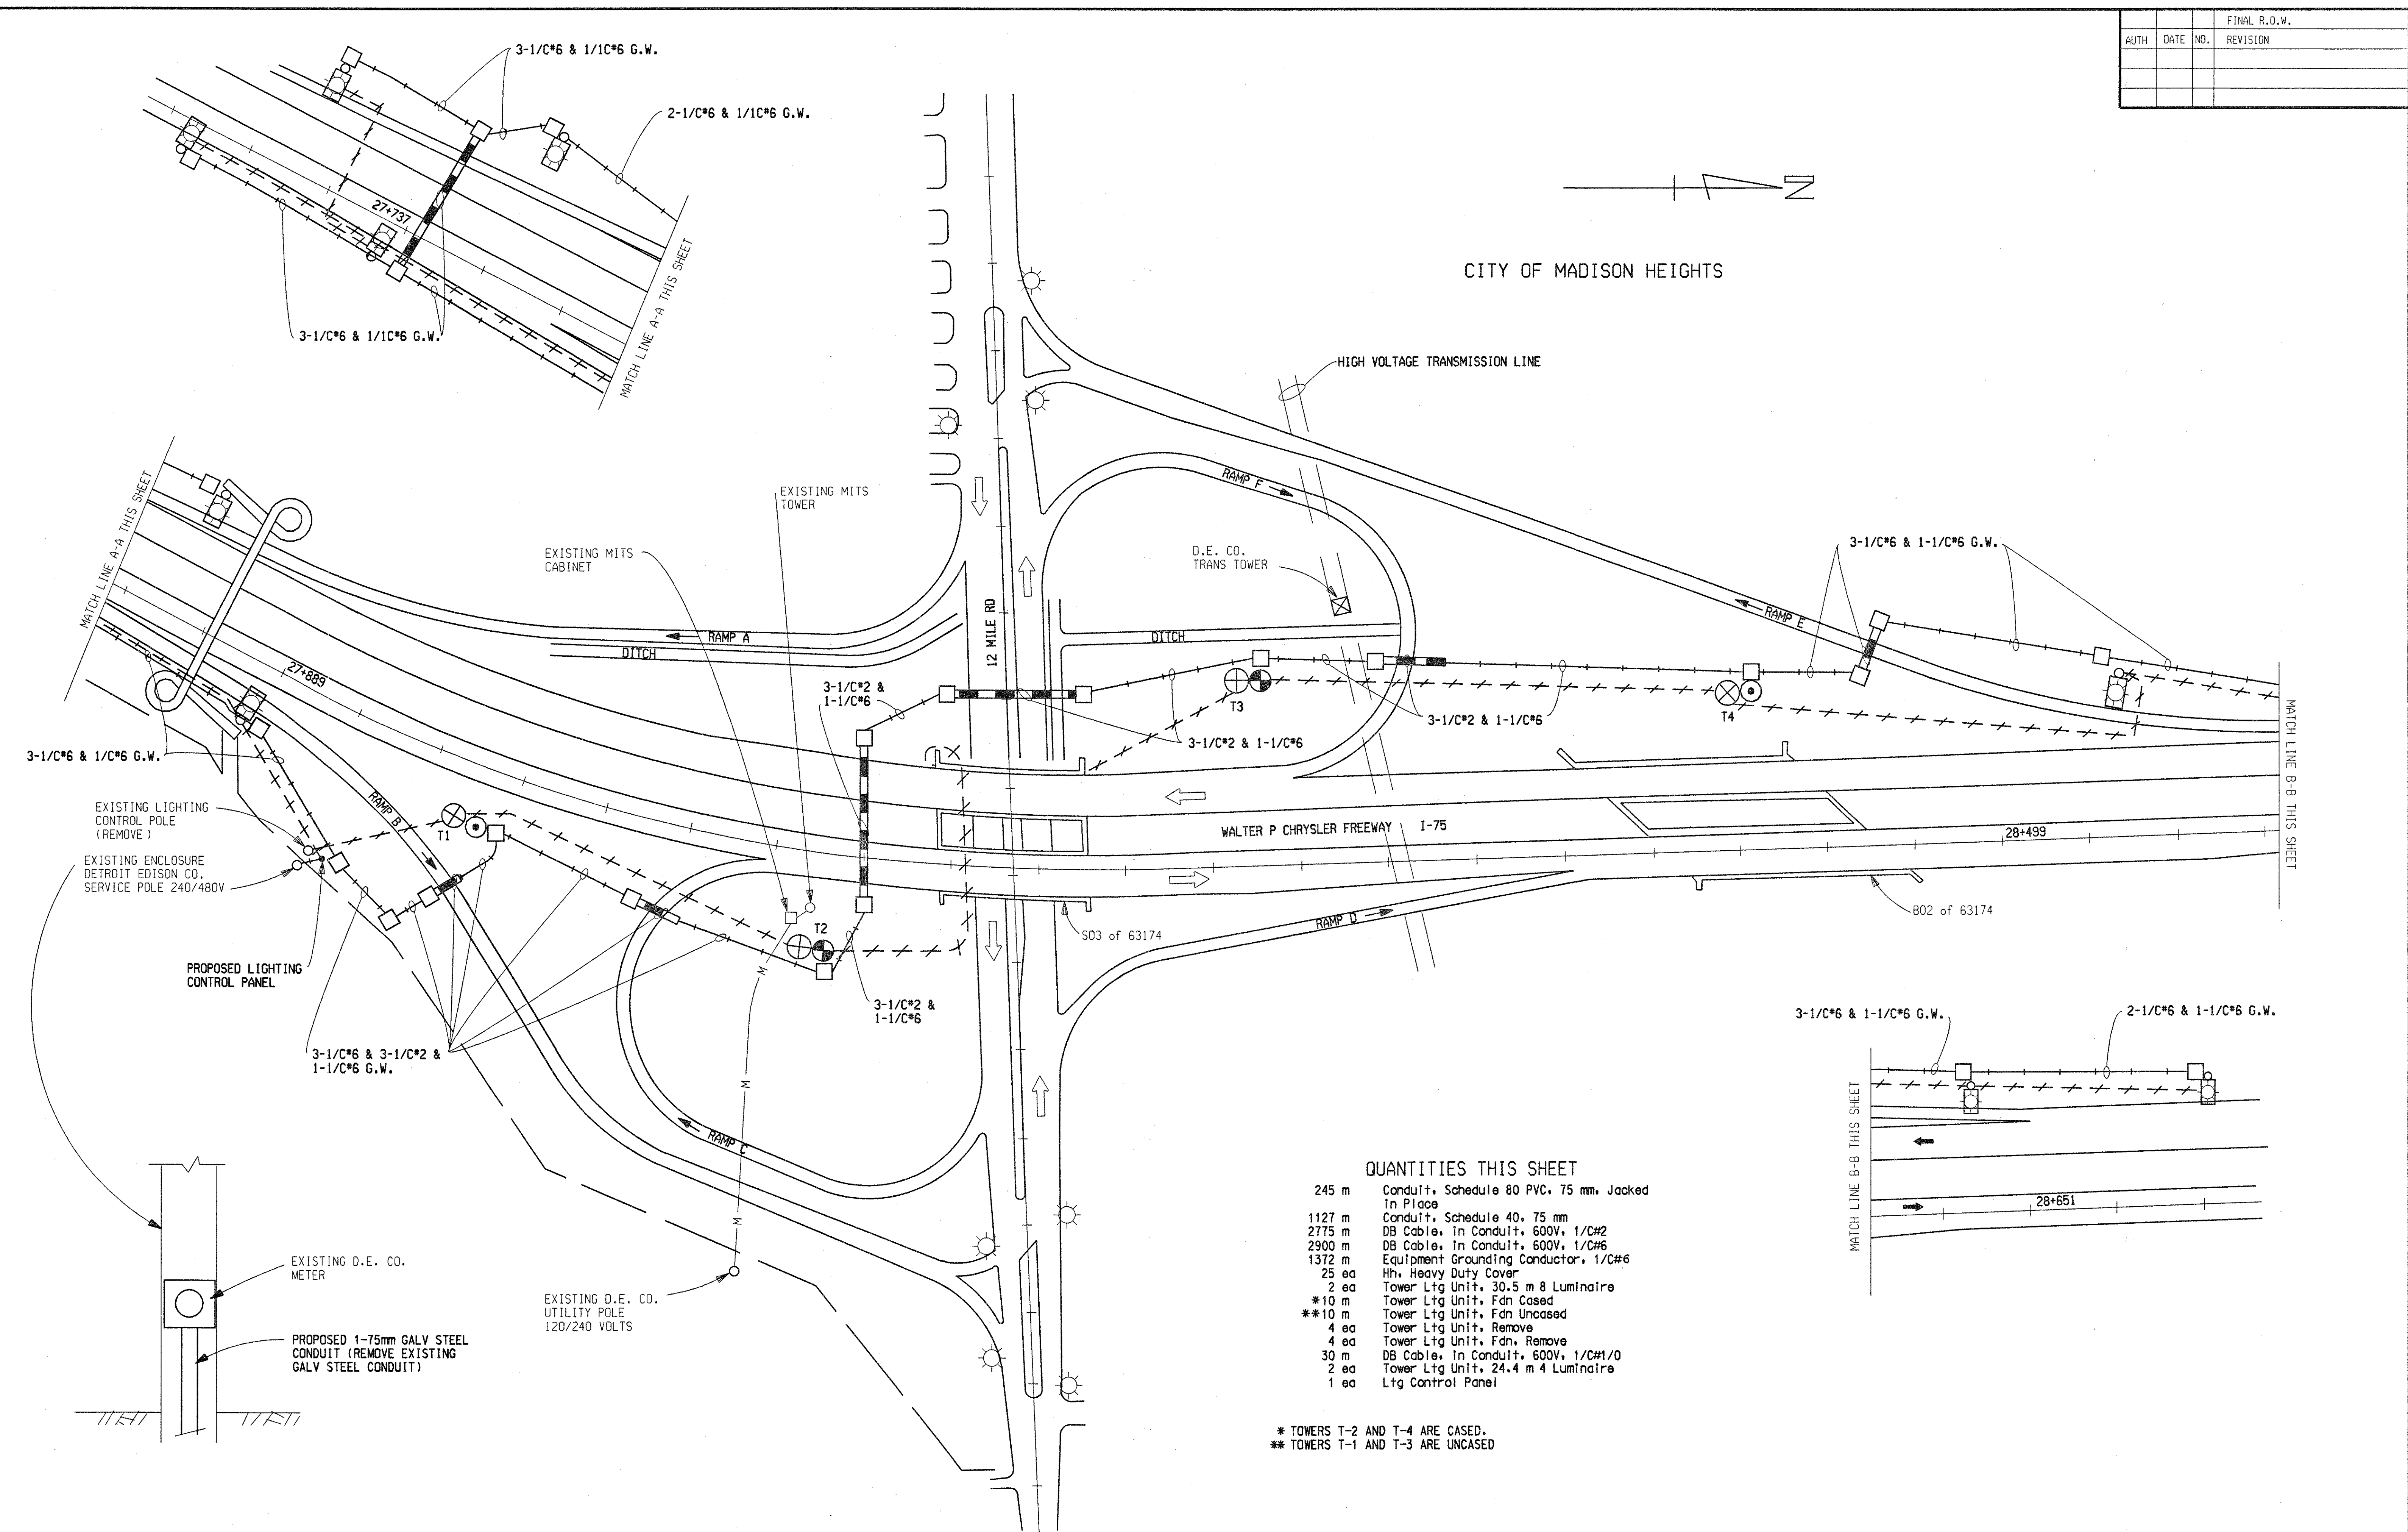 FINAL R.O.W.
AUTH DATE NO. REVISION
3-1/C#6 & 1/1C#6 G.W.
2-1/C#6 & 1/1C#6 G.W.
27+737
3-1/C#6 & 1/1C#6 G.W.
MATCH LINE A-A THIS SHEET
N
CITY OF MADISON HEIGHTS
HIGH VOLTAGE TRANSMISSION LINE
MATCH LINE A-A THIS SHEET
EXISTING MITS
TOWER
EXISTING MITS
CABINET
RAMP F
D.E. CO.
TRANS TOWER
3-1/C#6 & 1-1/C#6 G.W.
12 MILE RD
RAMP A
DITCH
DITCH
RAMP E
27+889
3-1/C#2 &
1-1/C#6
T3
T4
3-1/C#2 & 1-1/C#6
3-1/C#2 & 1-1/C#6
MATCH LINE B-B THIS SHEET
3-1/C#6 & 1/C#6 G.W.
EXISTING LIGHTING
CONTROL POLE
(REMOVE)
RAMP B
T1
WALTER P CHRYSLER FREEWAY I-75
28+499
EXISTING ENCLOSURE
DETROIT EDISON CO.
SERVICE POLE 240/480V
T2
S03 of 63174
RAMP D
B02 of 63174
PROPOSED LIGHTING
CONTROL PANEL
M
3-1/C#2 &
1-1/C#6
3-1/C#6 & 3-1/C#2 &
1-1/C#6 G.W.
M
RAMP C
M
3-1/C#6 & 1-1/C#6 G.W.
2-1/C#6 & 1-1/C#6 G.W.
MATCH LINE B-B THIS SHEET
28+651
EXISTING D.E. CO.
METER
EXISTING D.E. CO.
UTILITY POLE
120/240 VOLTS
PROPOSED 1-75mm GALV STEEL
CONDUIT (REMOVE EXISTING
GALV STEEL CONDUIT)
QUANTITIES THIS SHEET
245 m Conduit, Schedule 80 PVC, 75 mm, Jacked
in Place
1127 m Conduit, Schedule 40, 75 mm
2775 m DB Cable, in Conduit, 600V, 1/C#2
2900 m DB Cable, in Conduit, 600V, 1/C#6
1372 m Equipment Grounding Conductor, 1/C#6
25 ea Hh, Heavy Duty Cover
2 ea Tower Ltg Unit, 30.5 m 8 Luminaire
*10 m Tower Ltg Unit, Fdn Cased
**10 m Tower Ltg Unit, Fdn Uncased
4 ea Tower Ltg Unit, Remove
4 ea Tower Ltg Unit, Fdn, Remove
30 m DB Cable, in Conduit, 600V, 1/C#1/0
2 ea Tower Ltg Unit, 24.4 m 4 Luminaire
1 ea Ltg Control Panel
* TOWERS T-2 AND T-4 ARE CASED.
** TOWERS T-1 AND T-3 ARE UNCASED